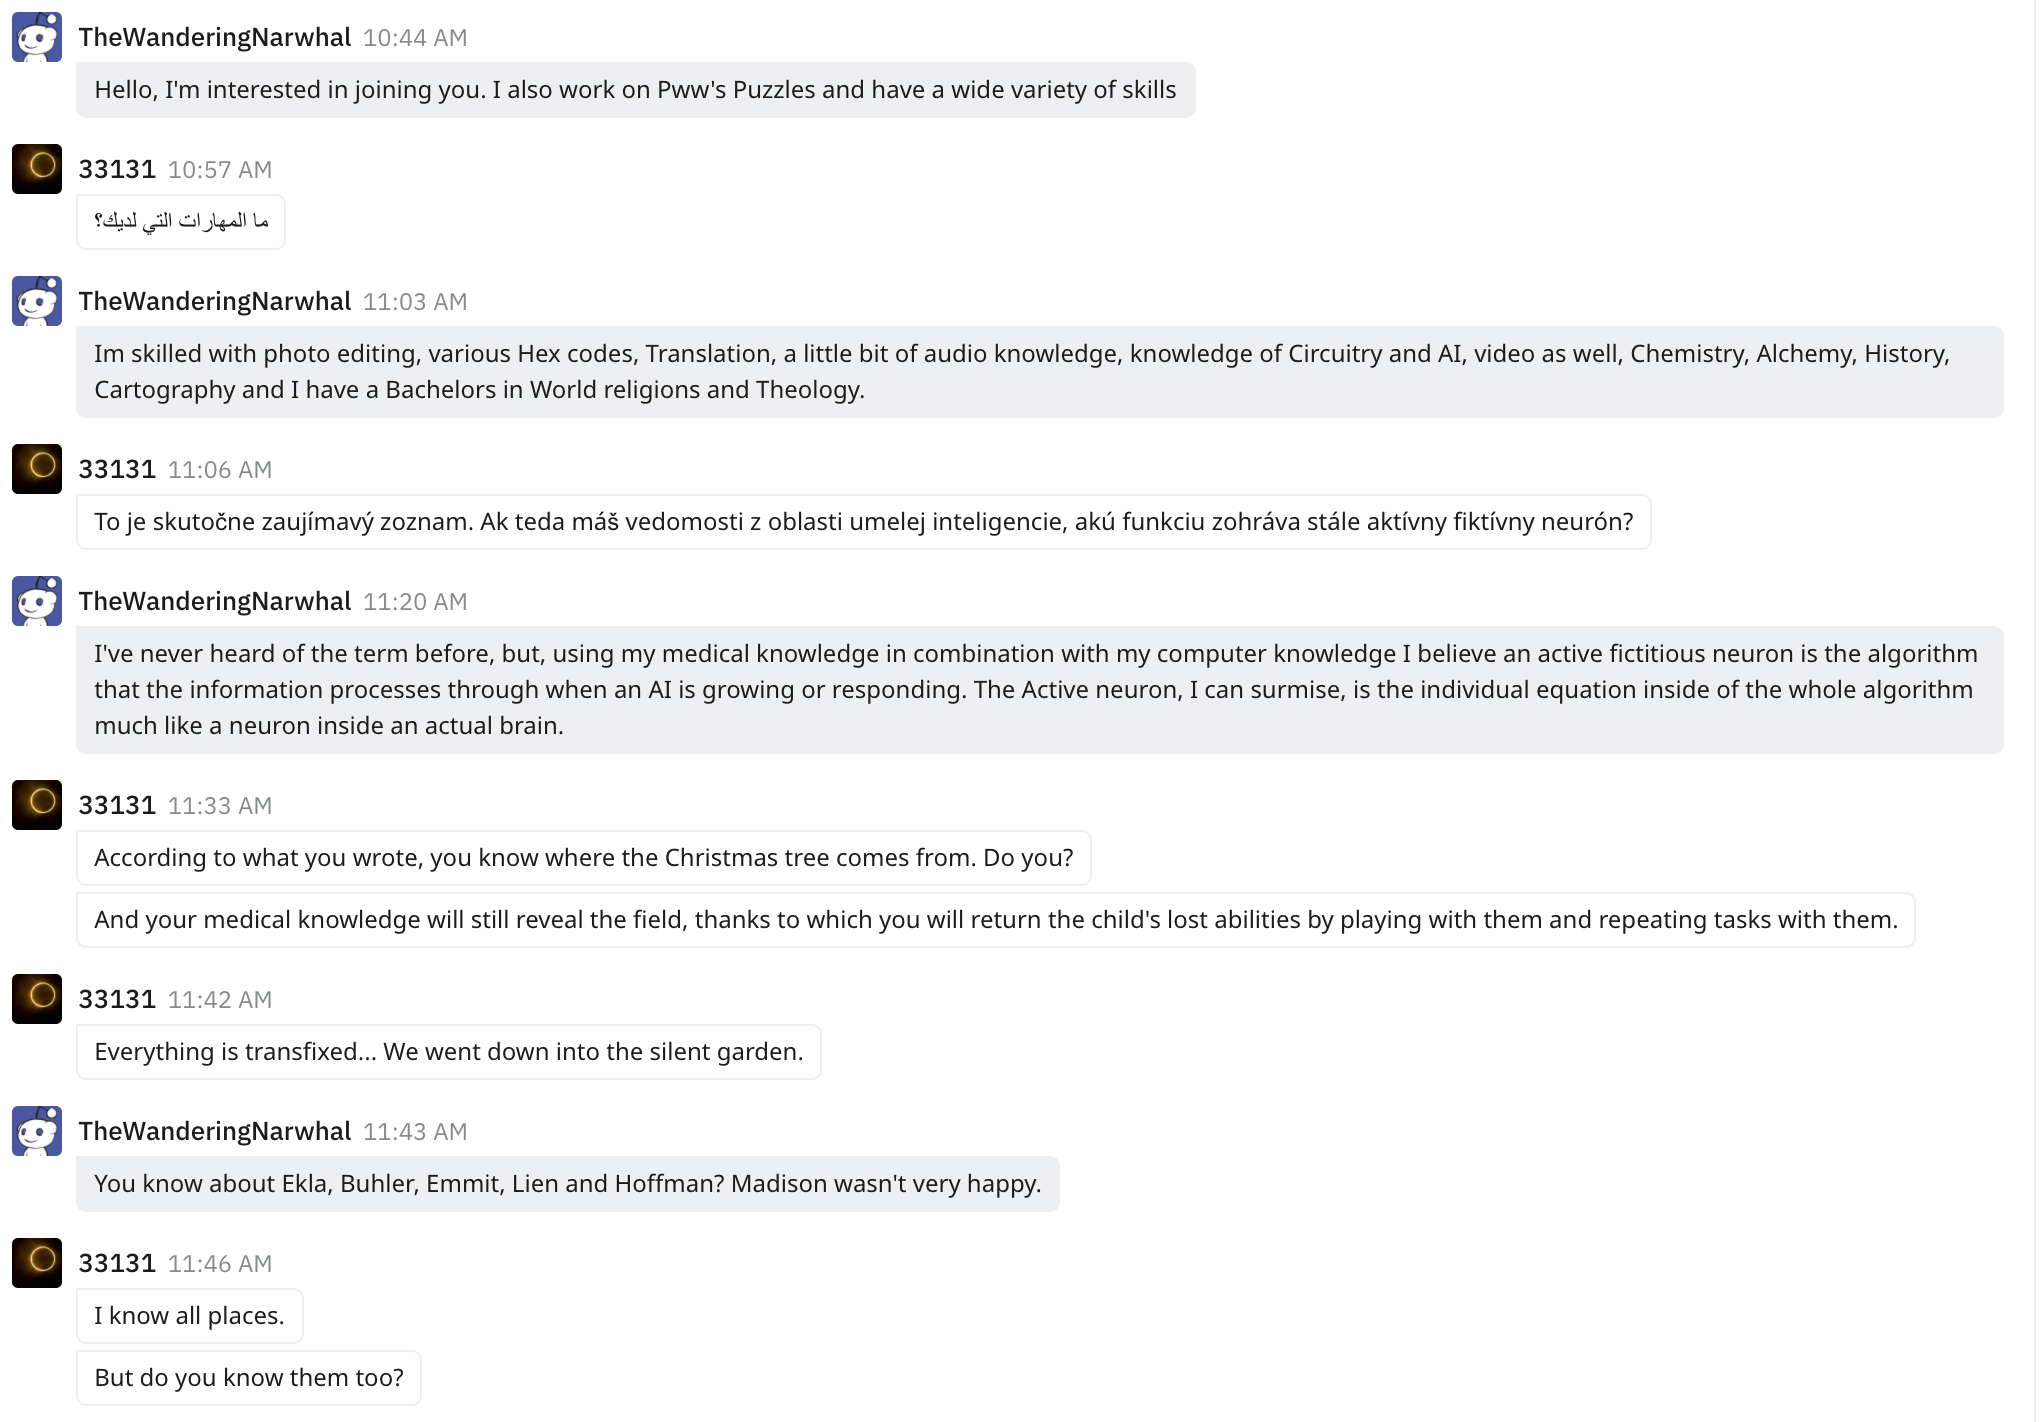 TheWanderingNarwhal 10:44 AM
Hello, I'm interested in joining you. I also work on Pww's Puzzles and have a wide variety of skills
33131 10:57 AM
ما المهارات التي لديك؟
TheWanderingNarwhal 11:03 AM
Im skilled with photo editing, various Hex codes, Translation, a little bit of audio knowledge, knowledge of Circuitry and AI, video as well, Chemistry, Alchemy, History,
Cartography and I have a Bachelors in World religions and Theology.
33131 11:06 AM
To je skutočne zaujímavý zoznam. Ak teda máš vedomosti z oblasti umelej inteligencie, akú funkciu zohráva stále aktívny fiktívny neurón?
TheWanderingNarwhal 11:20 AM
I've never heard of the term before, but, using my medical knowledge in combination with my computer knowledge I believe an active fictitious neuron is the algorithm
that the information processes through when an AI is growing or responding. The Active neuron, I can surmise, is the individual equation inside of the whole algorithm
much like a neuron inside an actual brain.
33131 11:33 AM
According to what you wrote, you know where the Christmas tree comes from. Do you?
And your medical knowledge will still reveal the field, thanks to which you will return the child's lost abilities by playing with them and repeating tasks with them.
33131 11:42 AM
Everything is transfixed... We went down into the silent garden.
TheWanderingNarwhal 11:43 AM
You know about Ekla, Buhler, Emmit, Lien and Hoffman? Madison wasn't very happy.
33131 11:46 AM
I know all places.
But do you know them too?